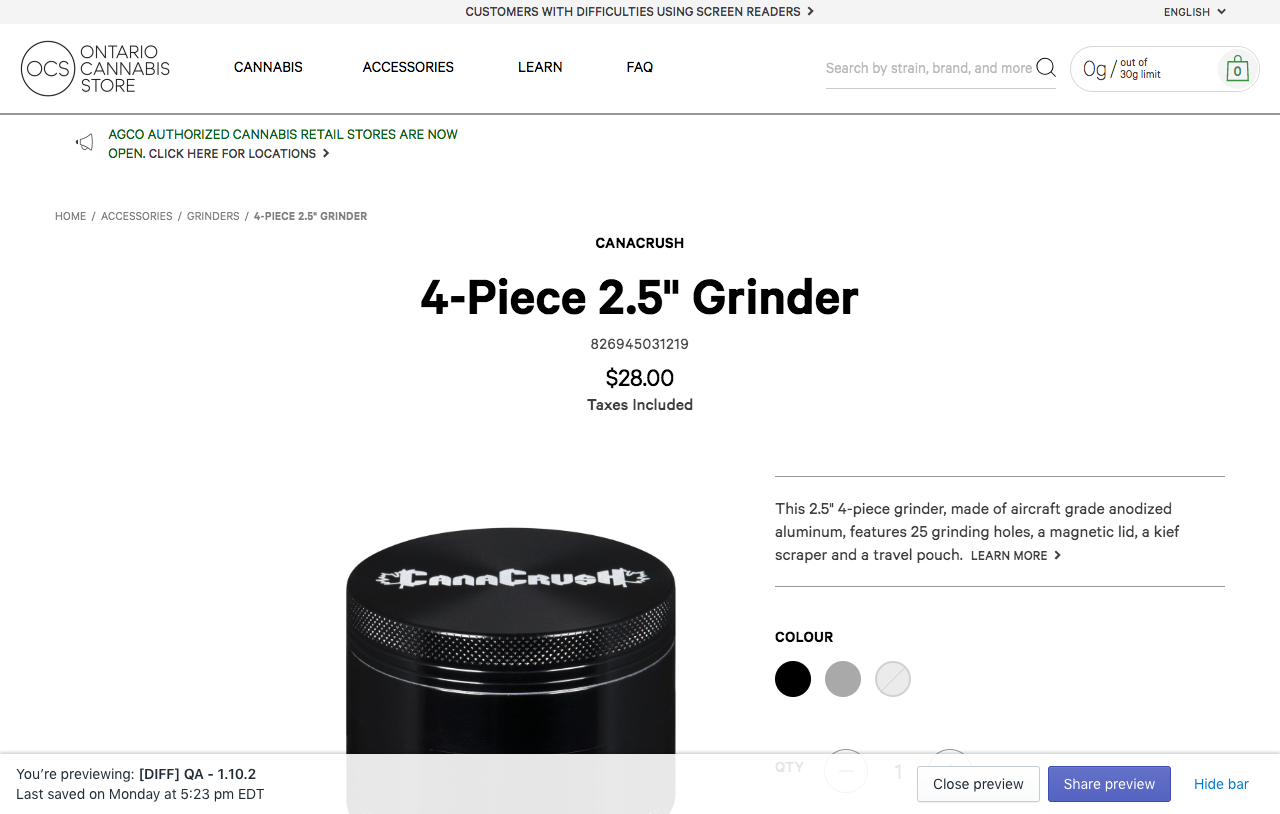 CUSTOMERS WITH DIFFICULTIES USING SCREEN READERS
ENGLISH
OCS
ONTARIO
CANNABIS
STORE
CANNABIS
ACCESSORIES
LEARN
FAQ
Search by strain, brand, and more
0g / out of
30g limit
0
AGCO AUTHORIZED CANNABIS RETAIL STORES ARE NOW
OPEN. CLICK HERE FOR LOCATIONS
HOME / ACCESSORIES / GRINDERS / 4-PIECE 2.5" GRINDER
CANACRUSH
4-Piece 2.5" Grinder
826945031219
$28.00
Taxes Included
This 2.5" 4-piece grinder, made of aircraft grade anodized
aluminum, features 25 grinding holes, a magnetic lid, a kief
scraper and a travel pouch. LEARN MORE
CANACRUSH
COLOUR
QTY
1
You're previewing: [DIFF] QA - 1.10.2
Last saved on Monday at 5:23 pm EDT
Close preview
Share preview
Hide bar